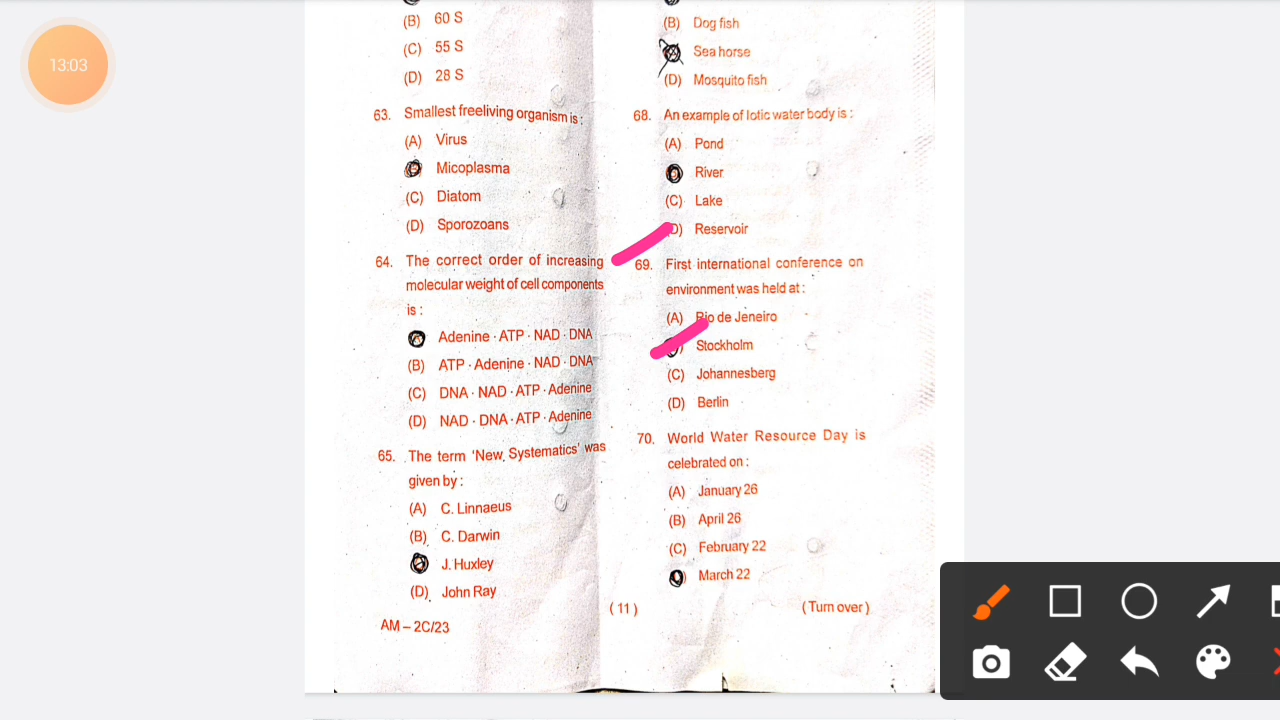 13:03
(B) 60 S
(C) 55 S
(D) 28 S
63. Smallest freeliving organism is :
(A) Virus
Micoplasma
(C) Diatom
(D) Sporozoans
64. The correct order of increasing
molecular weight of cell components
is :
Adenine · ATP · NAD · DNA
(B) ATP · Adenine · NAD · DNA
(C) DNA · NAD · ATP · Adenine
(D) NAD · DNA · ATP · Adenine
65. The term 'New Systematics' was
given by :
(A) C. Linnaeus
(B) C. Darwin
J. Huxley
(D) John Ray
AM – 2C/23
(B) Dog fish
Sea horse
(D) Mosquito fish
68. An example of lotic water body is :
(A) Pond
River
(C) Lake
(D) Reservoir
69. First international conference on
environment was held at :
(A) Rio de Jeneiro
Stockholm
(C) Johannesberg
(D) Berlin
70. World Water Resource Day is
celebrated on :
(A) January 26
(B) April 26
(C) February 22
March 22
( 11 )
(Turn over)